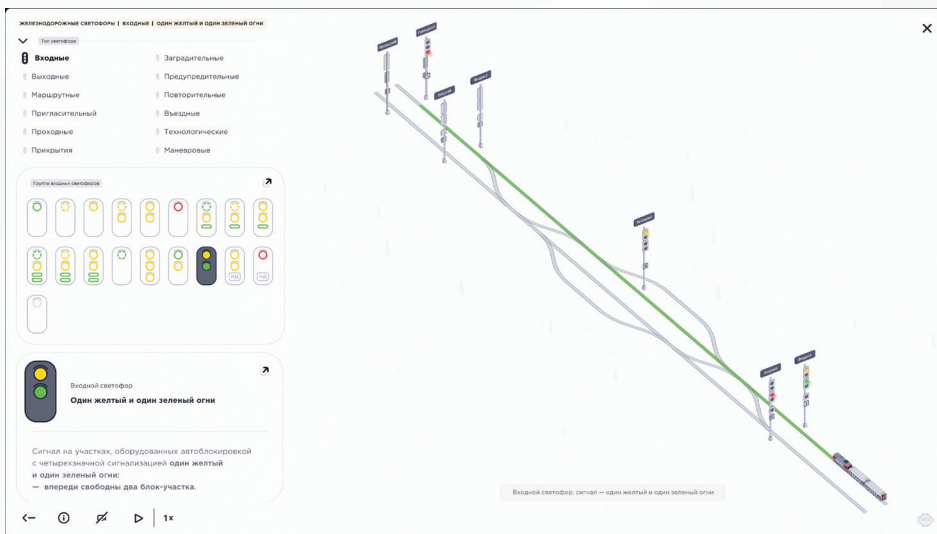 ЖЕЛЕЗНОДОРОЖНЫЕ СВЕТОФОРЫ | ВХОДНЫЕ | ОДИН ЖЕЛТЫЙ И ОДИН ЗЕЛЕНЫЙ ОГНИ
Тип светофора
Входные
Заградительные
Выходные
Предупредительные
Маршрутные
Повторительные
Пригласительный
Въездные
Проходные
Технологические
Прикрытия
Маневровые
Группа входных светофоров
НД
НД
Входной светофор
Один желтый и один зеленый огни
Сигнал на участках, оборудованных автоблокировкой
с четырехзначной сигнализацией один желтый
и один зеленый огни:
— впереди свободны два блок-участка.
1x
Входной светофор, сигнал — один желтый и один зеленый огни